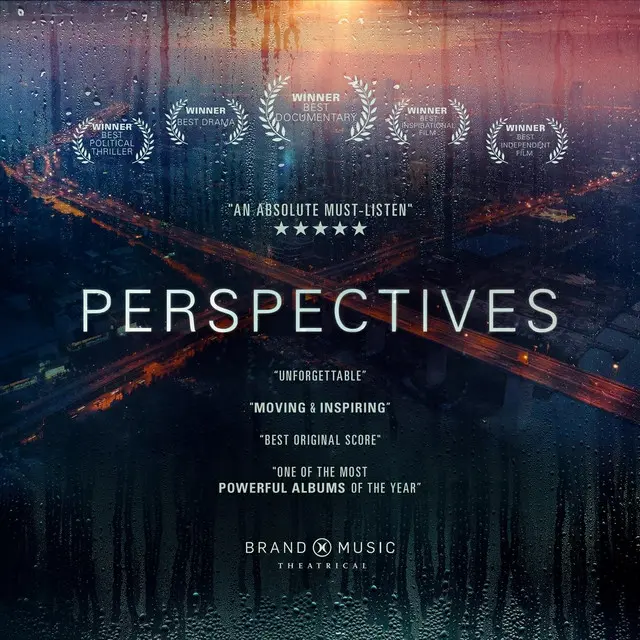 WINNER
BEST
POLITICAL
THRILLER
WINNER
BEST DRAMA
WINNER
BEST
DOCUMENTARY
WINNER
BEST
INSPIRATIONAL
FILM
WINNER
BEST
INDEPENDENT
FILM
"AN ABSOLUTE MUST-LISTEN"
★★★★★
PERSPECTIVES
"UNFORGETTABLE"
"MOVING & INSPIRING"
"BEST ORIGINAL SCORE"
"ONE OF THE MOST
POWERFUL ALBUMS OF THE YEAR"
BRAND X MUSIC
THEATRICAL